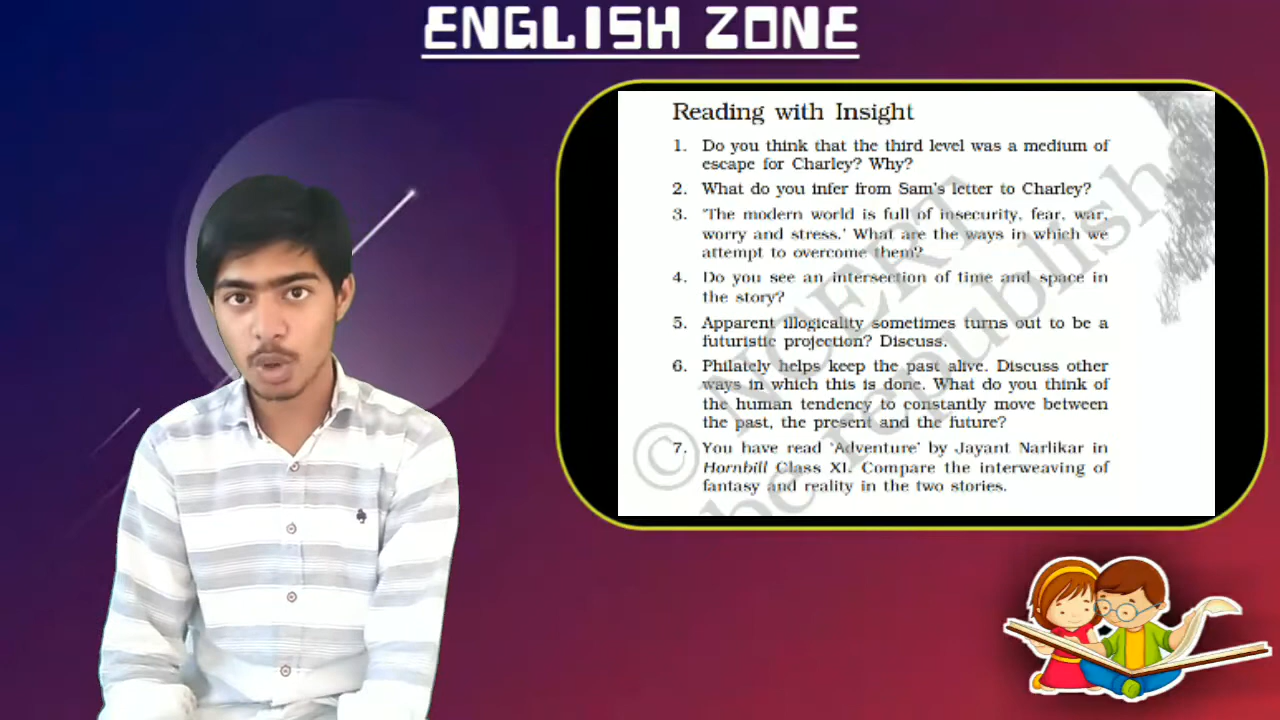 ENGLISH ZONE
Reading with Insight
1. Do you think that the third level was a medium of
escape for Charley? Why?
2. What do you infer from Sam's letter to Charley?
3. 'The modern world is full of insecurity, fear, war,
worry and stress.' What are the ways in which we
attempt to overcome them?
4. Do you see an intersection of time and space in
the story?
5. Apparent illogicality sometimes turns out to be a
futuristic projection? Discuss.
6. Philately helps keep the past alive. Discuss other
ways in which this is done. What do you think of
the human tendency to constantly move between
the past, the present and the future?
7. You have read 'Adventure' by Jayant Narlikar in
Hornbill Class XI. Compare the interweaving of
fantasy and reality in the two stories.
© NCERT
be republish